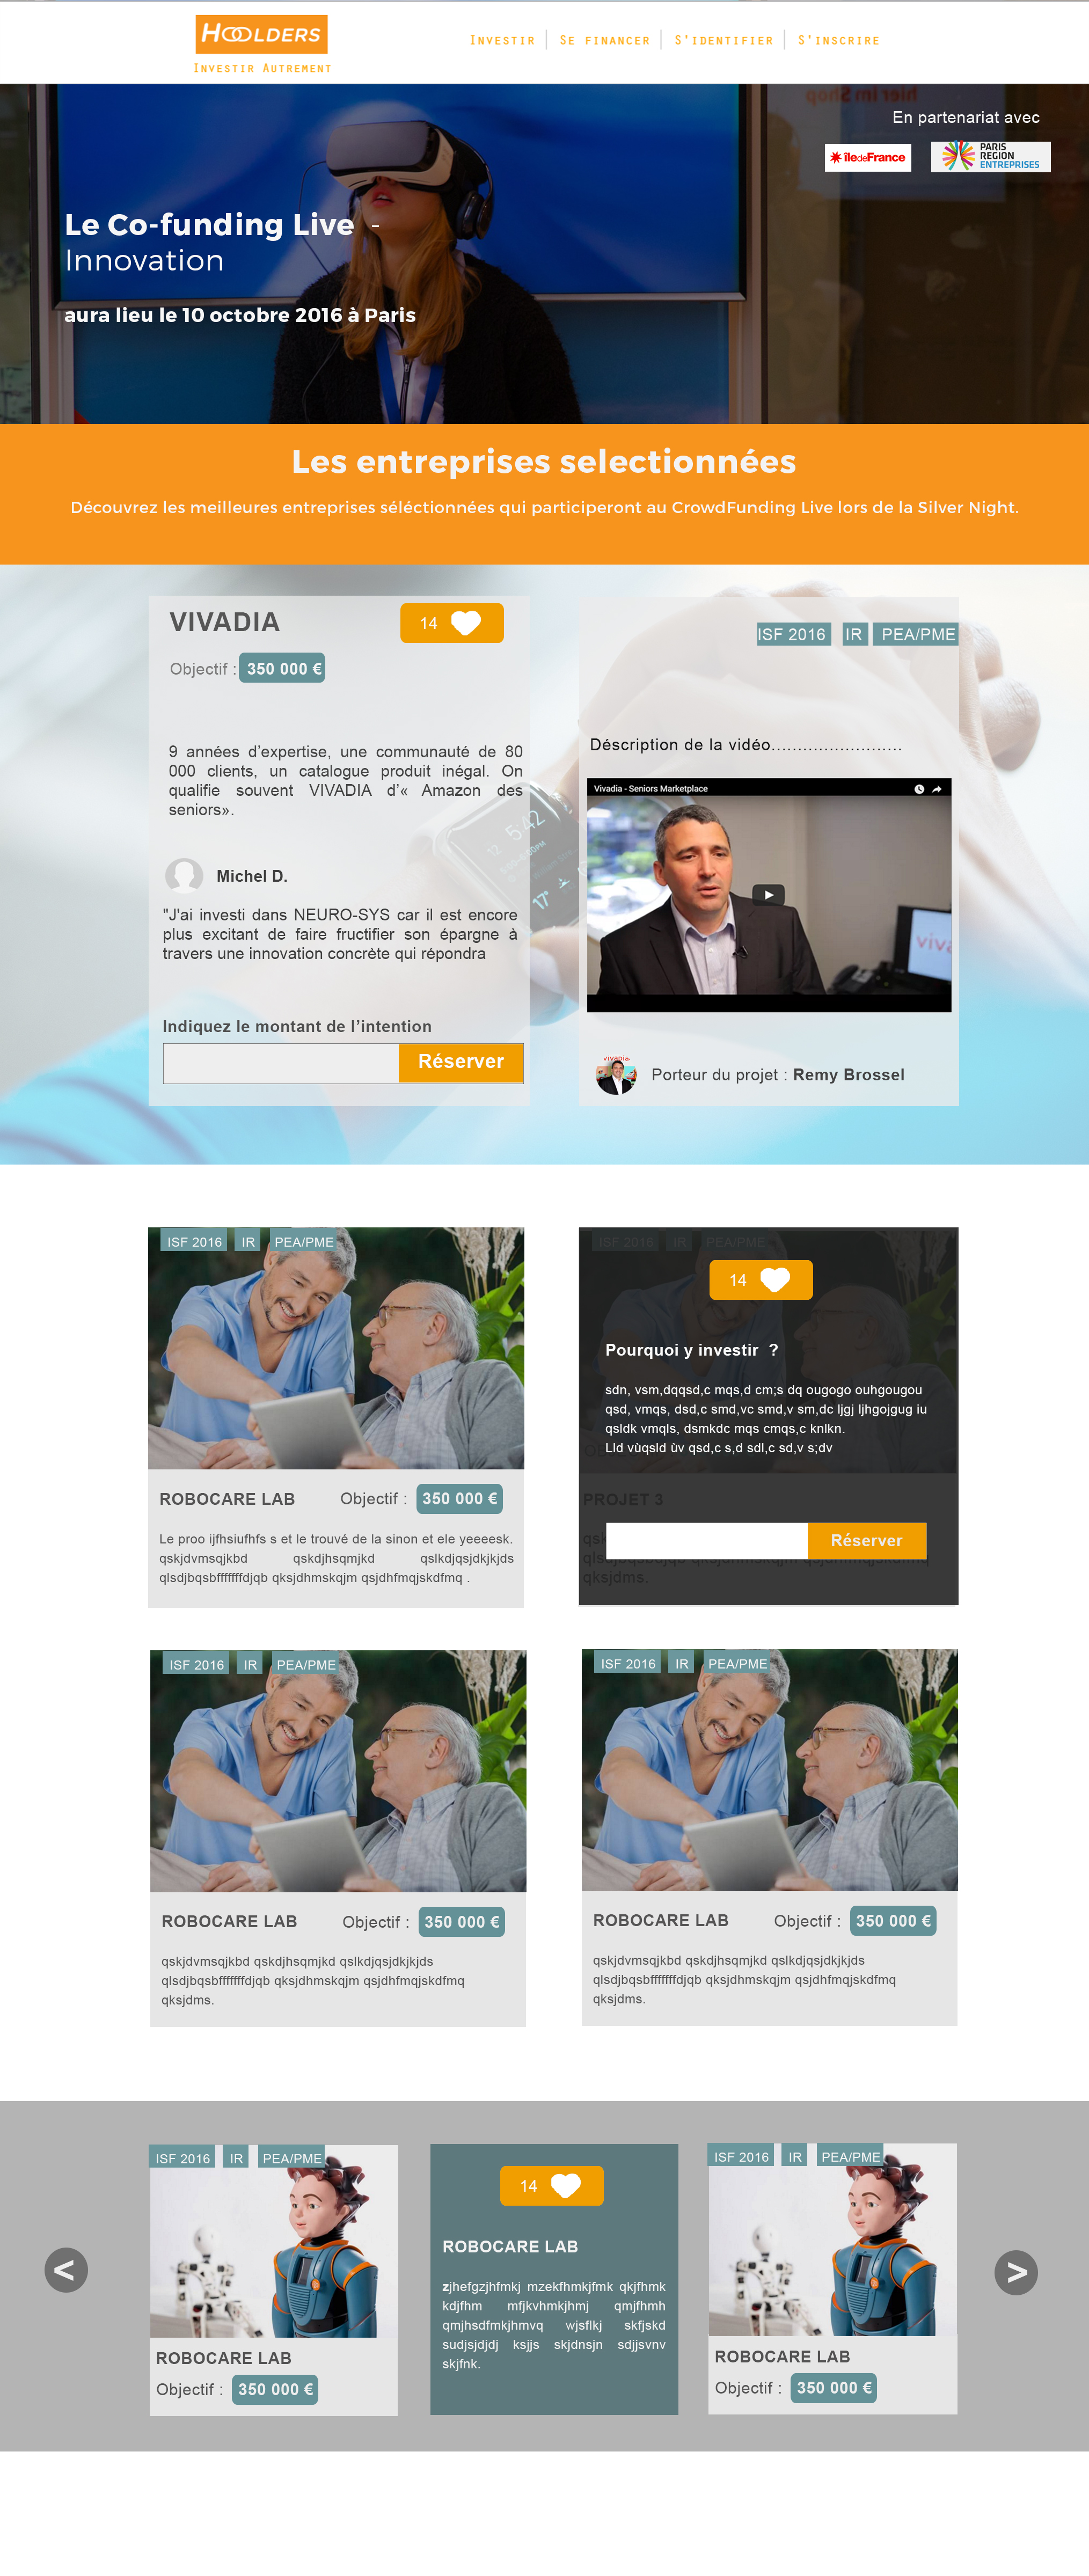 HOOLDERS
Investir Autrement
Investir
Se financer
S'identifier
S'inscrire
hier im Shop
En partenariat avec
îledeFrance
PARIS
REGION
ENTREPRISES
Le Co-funding Live -
Innovation
aura lieu le 10 octobre 2016 à Paris
Les entreprises selectionnées
Découvrez les meilleures entreprises séléctionnées qui participeront au CrowdFunding Live lors de la Silver Night.
VIVADIA
14
Objectif : 350 000 €
9 années d’expertise, une communauté de 80
000 clients, un catalogue produit inégal. On
qualifie souvent VIVADIA d’« Amazon des
seniors».
5:42
17°
Michel D.
"J'ai investi dans NEURO-SYS car il est encore
plus excitant de faire fructifier son épargne à
travers une innovation concrète qui répondra
Indiquez le montant de l’intention
Réserver
ISF 2016 IR PEA/PME
Déscription de la vidéo.........................
Vivadia - Seniors Marketplace
viva
vivadia
Porteur du projet : Remy Brossel
ISF 2016 IR PEA/PME
ROBOCARE LAB
Objectif : 350 000 €
Le proo ijfhsiufhfs s et le trouvé de la sinon et ele yeeeesk.
qskjdvmsqjkbd qskdjhsqmjkd qslkdjqsjdkjkjds
qlsdjbqsbfffffffdjqb qksjdhmskqjm qsjdhfmqjskdfmq .
ISF 2016 IR PEA/PME
14
Pourquoi y investir ?
sdn, vsm,dqqsd,c mqs,d cm;s dq ougogo ouhgougou
qsd, vmqs, dsd,c smd,vc smd,v sm,dc ljgj ljhgojgug iu
qsldk vmqls, dsmkdc mqs cmqs,c knlkn.
Lld vùqsld ùv qsd,c s,d sdl,c sd,v s;dv
PROJET 3
Réserver
qksjdms.
ISF 2016 IR PEA/PME
ROBOCARE LAB
Objectif : 350 000 €
qskjdvmsqjkbd qskdjhsqmjkd qslkdjqsjdkjkjds
qlsdjbqsbfffffffdjqb qksjdhmskqjm qsjdhfmqjskdfmq
qksjdms.
ISF 2016 IR PEA/PME
ROBOCARE LAB
Objectif : 350 000 €
qskjdvmsqjkbd qskdjhsqmjkd qslkdjqsjdkjkjds
qlsdjbqsbfffffffdjqb qksjdhmskqjm qsjdhfmqjskdfmq
qksjdms.
<
ISF 2016 IR PEA/PME
ROBOCARE LAB
Objectif : 350 000 €
14
ROBOCARE LAB
zjhefgzjhfmkj mzekfhmkjfmk qkjfhmk
kdjfhm mfjkvhmkjhmj qmjfhmh
qmjhsdfmkjhmvq wjsflkj skfjskd
sudjsjdjdj ksjjs skjdnsjn sdjjsvnv
skjfnk.
ISF 2016 IR PEA/PME
ROBOCARE LAB
Objectif : 350 000 €
>